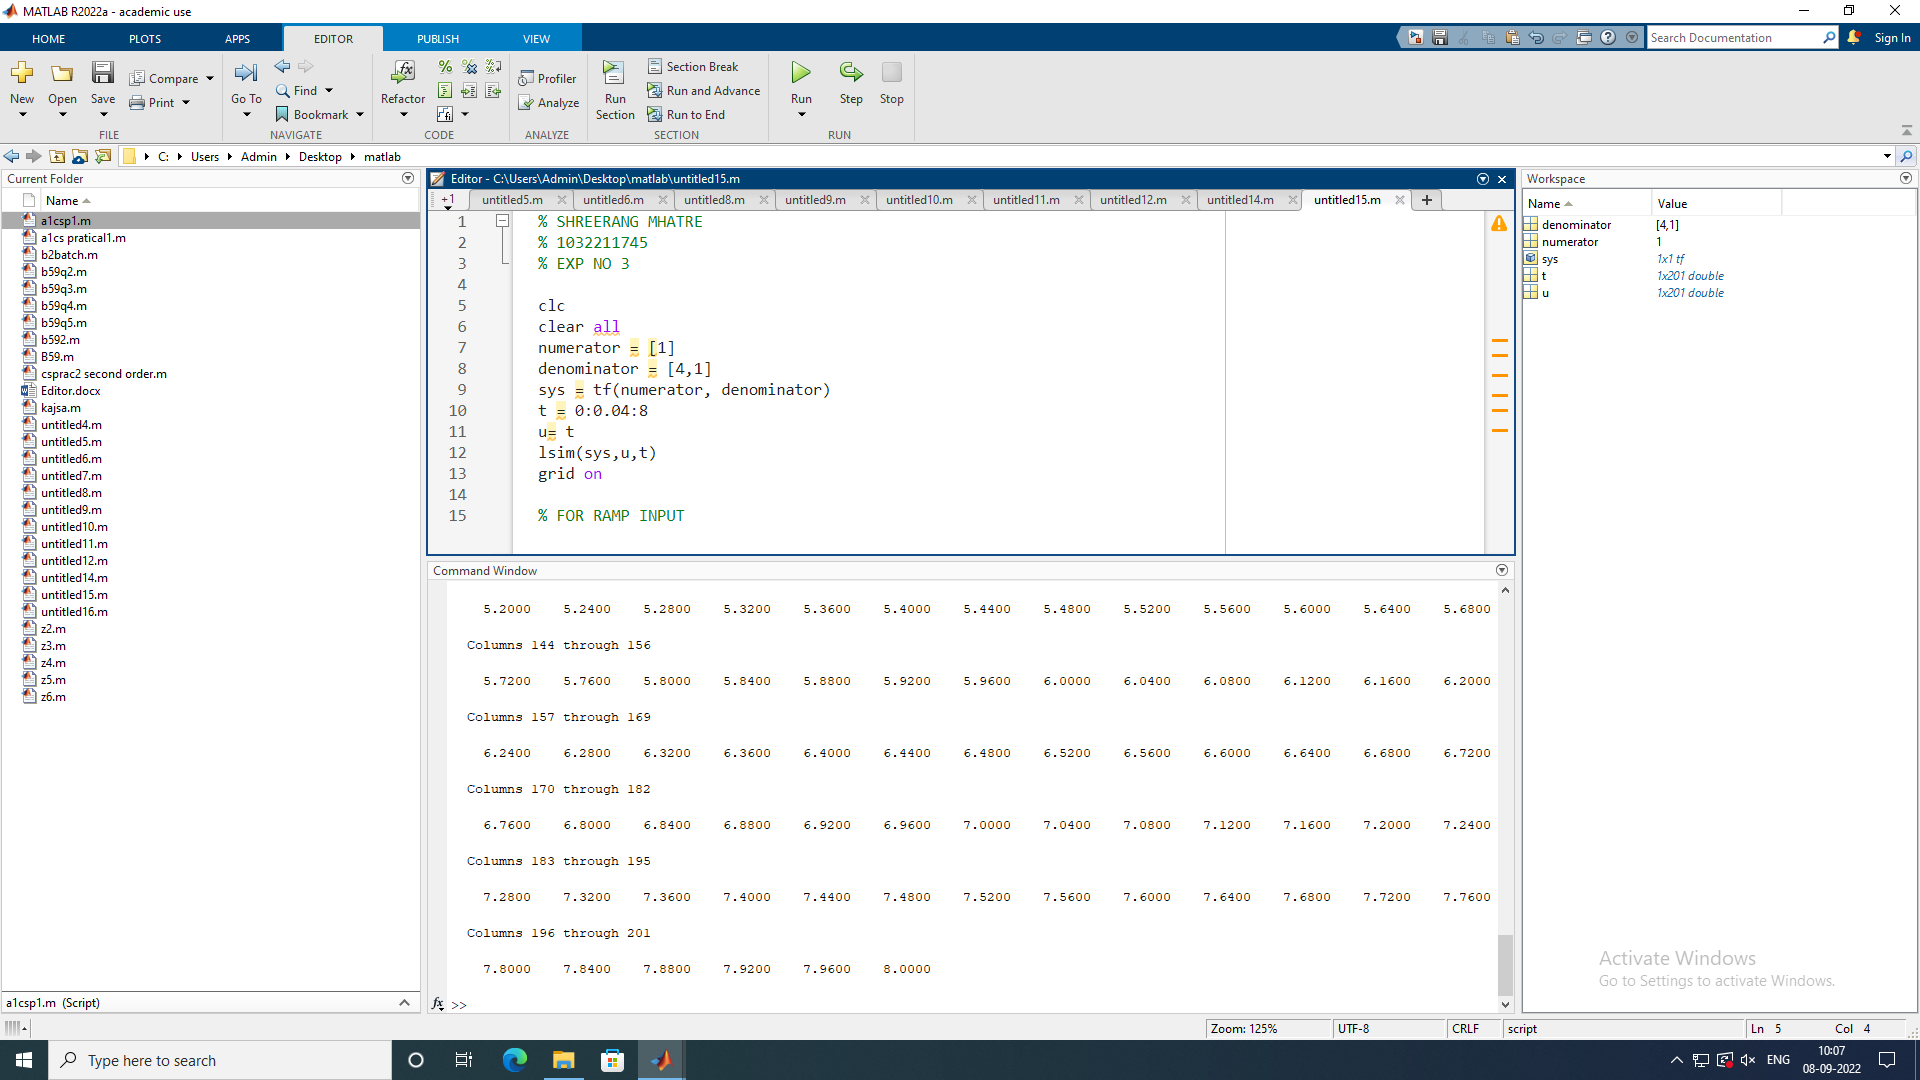 MATLAB R2022a - academic use
HOME PLOTS APPS EDITOR PUBLISH VIEW
Search Documentation Sign In
New Open Save Compare Print
Go To Find Bookmark
Refactor
Profiler Analyze
Run Section Section Break Run and Advance Run to End
Run Step Stop
FILE NAVIGATE CODE ANALYZE SECTION RUN
C: Users Admin Desktop matlab
Current Folder
Name
a1csp1.m
a1cs pratical1.m
b2batch.m
b59q2.m
b59q3.m
b59q4.m
b59q5.m
b592.m
B59.m
csprac2 second order.m
Editor.docx
kajsa.m
untitled4.m
untitled5.m
untitled6.m
untitled7.m
untitled8.m
untitled9.m
untitled10.m
untitled11.m
untitled12.m
untitled14.m
untitled15.m
untitled16.m
z2.m
z3.m
z4.m
z5.m
z6.m
a1csp1.m (Script)
Editor - C:\Users\Admin\Desktop\matlab\untitled15.m
+1 untitled5.m untitled6.m untitled8.m untitled9.m untitled10.m untitled11.m untitled12.m untitled14.m untitled15.m
1 % SHREERANG MHATRE
2 % 1032211745
3 % EXP NO 3
4
5 clc
6 clear all
7 numerator = [1]
8 denominator = [4,1]
9 sys = tf(numerator, denominator)
10 t = 0:0.04:8
11 u= t
12 lsim(sys,u,t)
13 grid on
14
15 % FOR RAMP INPUT
Command Window
5.2000 5.2400 5.2800 5.3200 5.3600 5.4000 5.4400 5.4800 5.5200 5.5600 5.6000 5.6400 5.6800
Columns 144 through 156
5.7200 5.7600 5.8000 5.8400 5.8800 5.9200 5.9600 6.0000 6.0400 6.0800 6.1200 6.1600 6.2000
Columns 157 through 169
6.2400 6.2800 6.3200 6.3600 6.4000 6.4400 6.4800 6.5200 6.5600 6.6000 6.6400 6.6800 6.7200
Columns 170 through 182
6.7600 6.8000 6.8400 6.8800 6.9200 6.9600 7.0000 7.0400 7.0800 7.1200 7.1600 7.2000 7.2400
Columns 183 through 195
7.2800 7.3200 7.3600 7.4000 7.4400 7.4800 7.5200 7.5600 7.6000 7.6400 7.6800 7.7200 7.7600
Columns 196 through 201
7.8000 7.8400 7.8800 7.9200 7.9600 8.0000
fx >>
Workspace
Name Value
denominator [4,1]
numerator 1
sys 1x1 tf
t 1x201 double
u 1x201 double
Activate Windows
Go to Settings to activate Windows.
Zoom: 125% UTF-8 CRLF script Ln 5 Col 4
Type here to search
ENG
10:07
08-09-2022